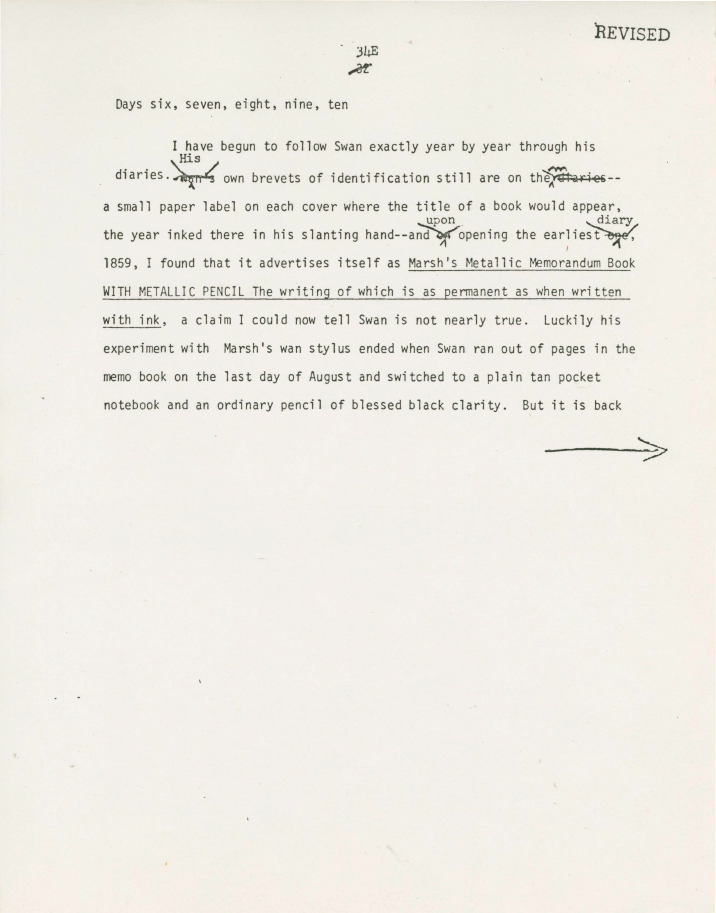 REVISED
34E
32
Days six, seven, eight, nine, ten
I have begun to follow Swan exactly year by year through his
His
diaries. own brevets of identification still are on them diaries--
a small paper label on each cover where the title of a book would appear,
upon diary
the year inked there in his slanting hand--and on opening the earliest one,
1859, I found that it advertises itself as Marsh's Metallic Memorandum Book
WITH METALLIC PENCIL The writing of which is as permanent as when written
with ink, a claim I could now tell Swan is not nearly true. Luckily his
experiment with Marsh's wan stylus ended when Swan ran out of pages in the
memo book on the last day of August and switched to a plain tan pocket
notebook and an ordinary pencil of blessed black clarity. But it is back